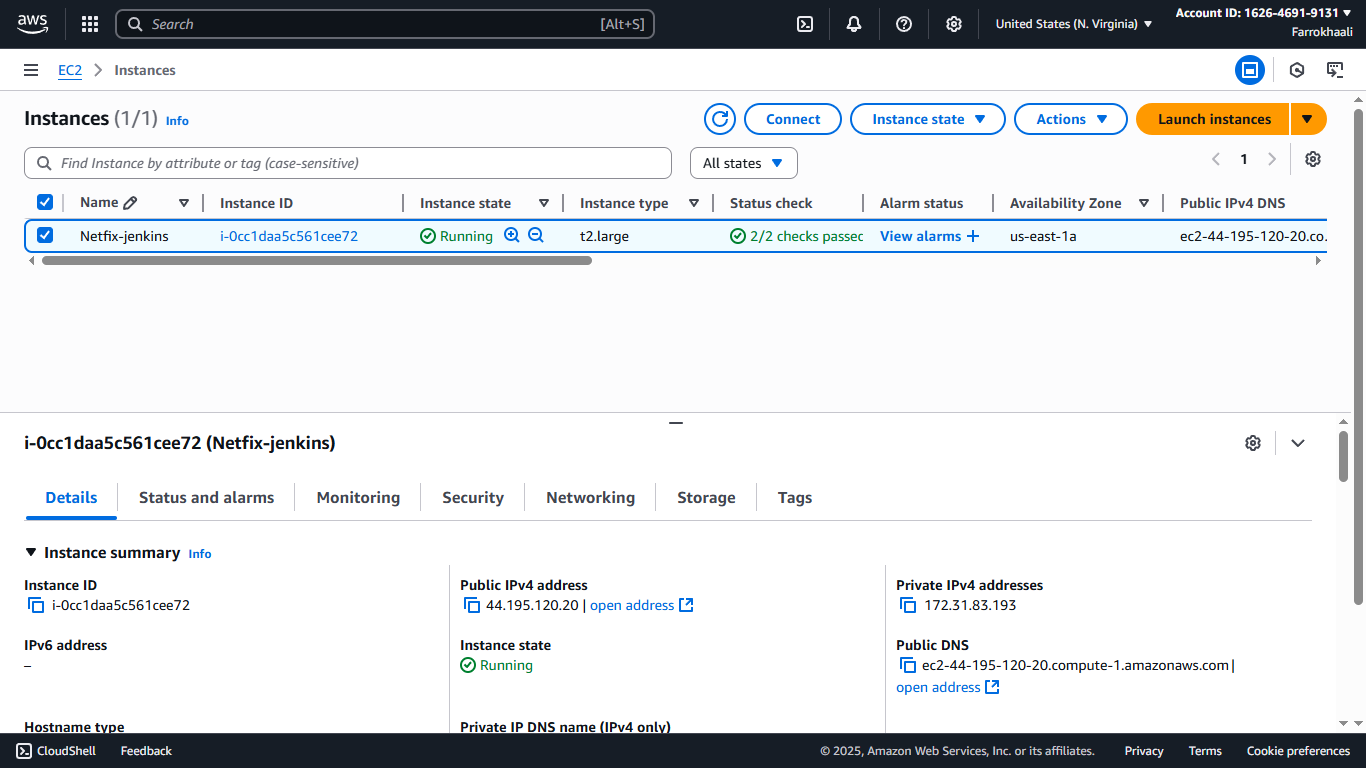 aws
Search [Alt+S]
United States (N. Virginia)
Account ID: 1626-4691-9131
Farrokhaali
EC2 Instances
Instances (1/1) Info
Connect Instance state Actions Launch instances
Find Instance by attribute or tag (case-sensitive)
All states
1
Name Instance ID Instance state Instance type Status check Alarm status Availability Zone Public IPv4 DNS
Netfix-jenkins i-0cc1daa5c561cee72 Running t2.large 2/2 checks passec View alarms + us-east-1a ec2-44-195-120-20.co.
i-0cc1daa5c561cee72 (Netfix-jenkins)
Details Status and alarms Monitoring Security Networking Storage Tags
Instance summary Info
Instance ID
i-0cc1daa5c561cee72
Public IPv4 address
44.195.120.20 | open address
Private IPv4 addresses
172.31.83.193
IPv6 address
–
Instance state
Running
Public DNS
ec2-44-195-120-20.compute-1.amazonaws.com |
open address
Hostname type
Private IP DNS name (IPv4 only)
CloudShell Feedback © 2025, Amazon Web Services, Inc. or its affiliates. Privacy Terms Cookie preferences